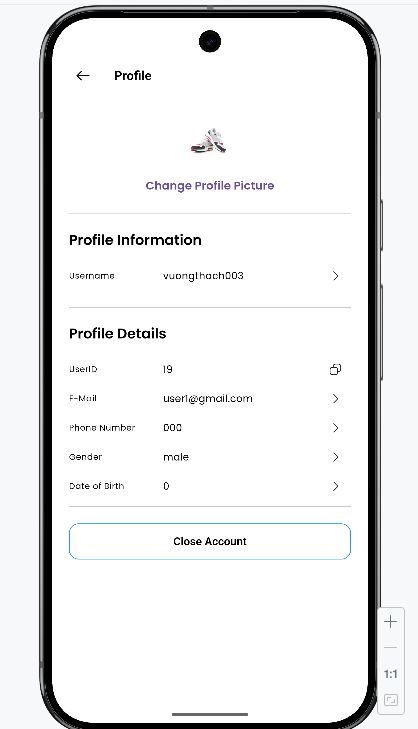 Profile
Change Profile Picture
Profile Information
Username vuongthach003
Profile Details
UserID 19
E-Mail user1@gmail.com
Phone Number 000
Gender male
Date of Birth 0
Close Account
1:1